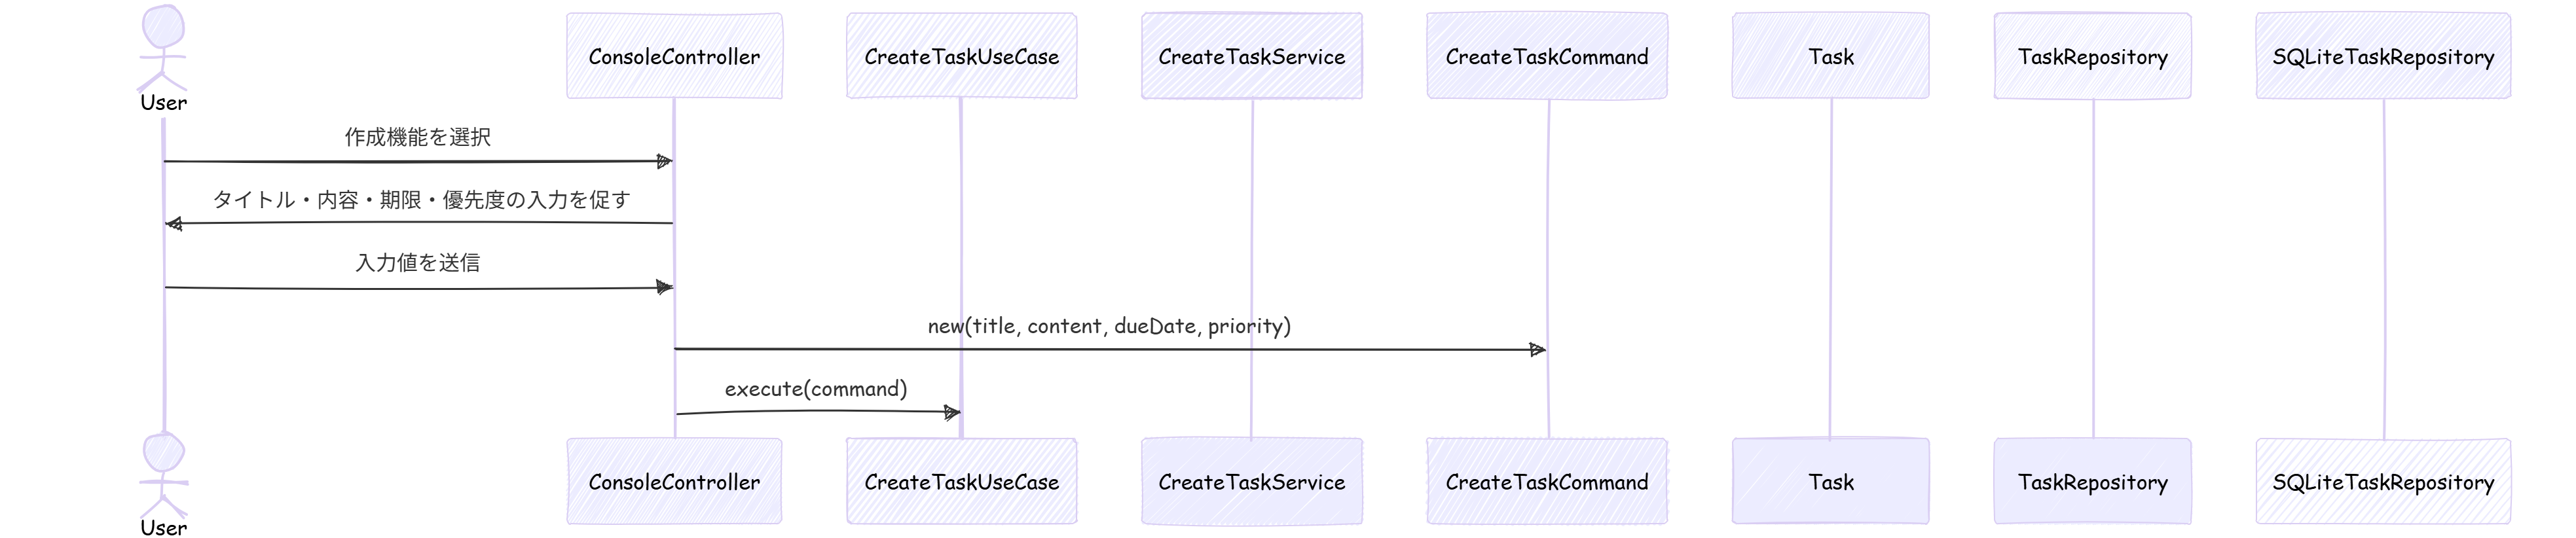 User
ConsoleController
CreateTaskUseCase
CreateTaskService
CreateTaskCommand
Task
TaskRepository
SQLiteTaskRepository
作成機能を選択
タイトル・内容・期限・優先度の入力を促す
入力値を送信
new(title, content, dueDate, priority)
execute(command)
User
ConsoleController
CreateTaskUseCase
CreateTaskService
CreateTaskCommand
Task
TaskRepository
SQLiteTaskRepository